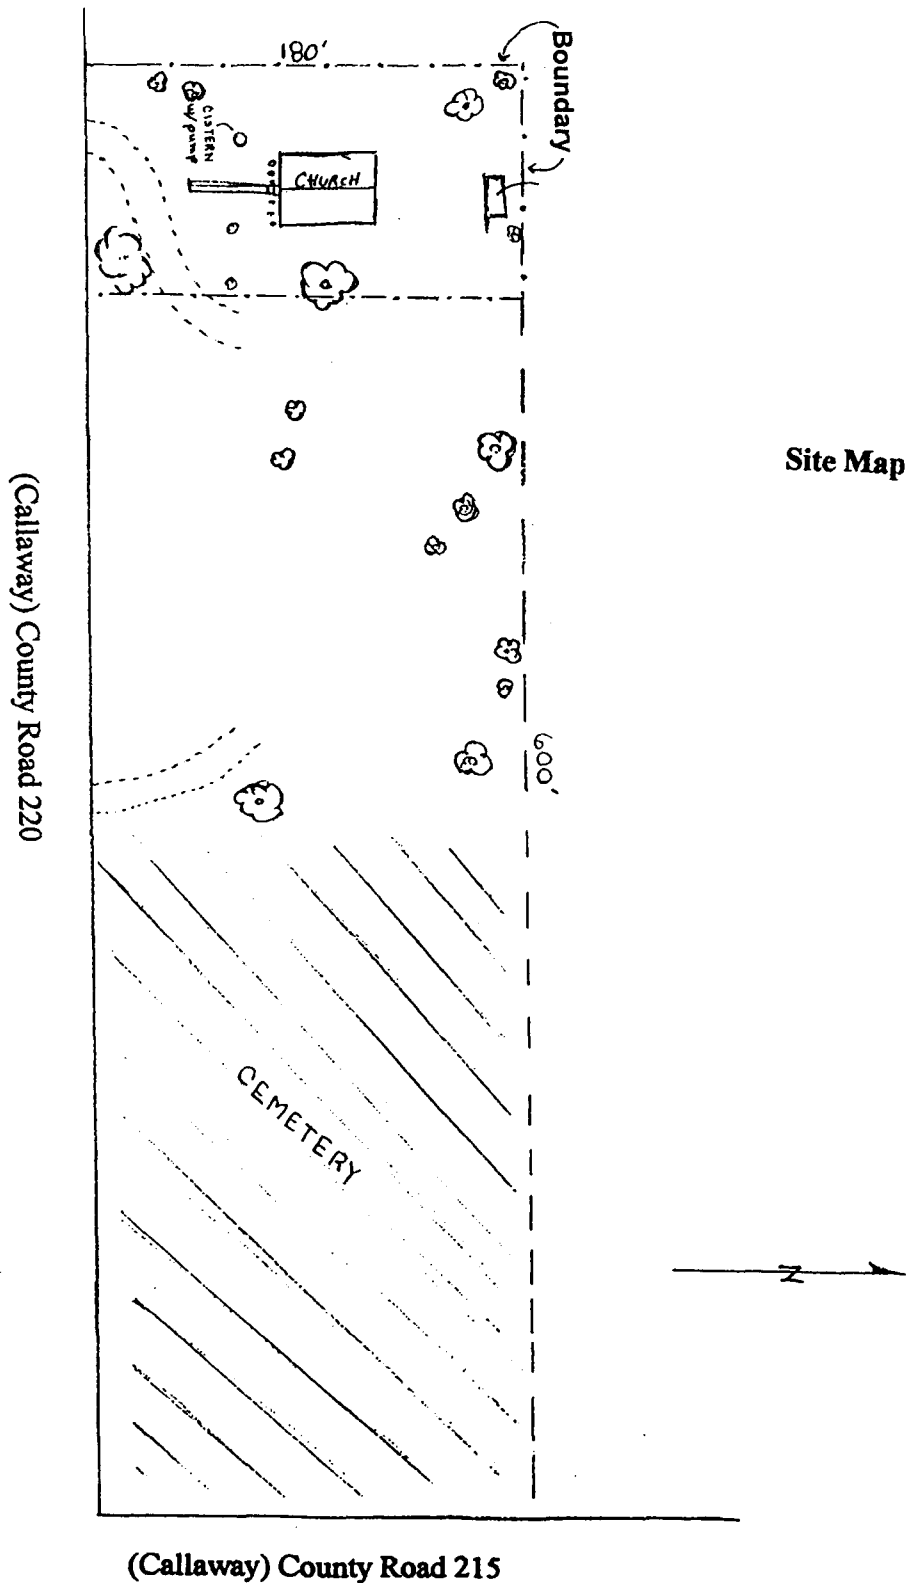 180'
Boundary
CISTERN
w/pump
CHURCH
Site Map
(Callaway) County Road 220
600'
CEMETERY
N
(Callaway) County Road 215